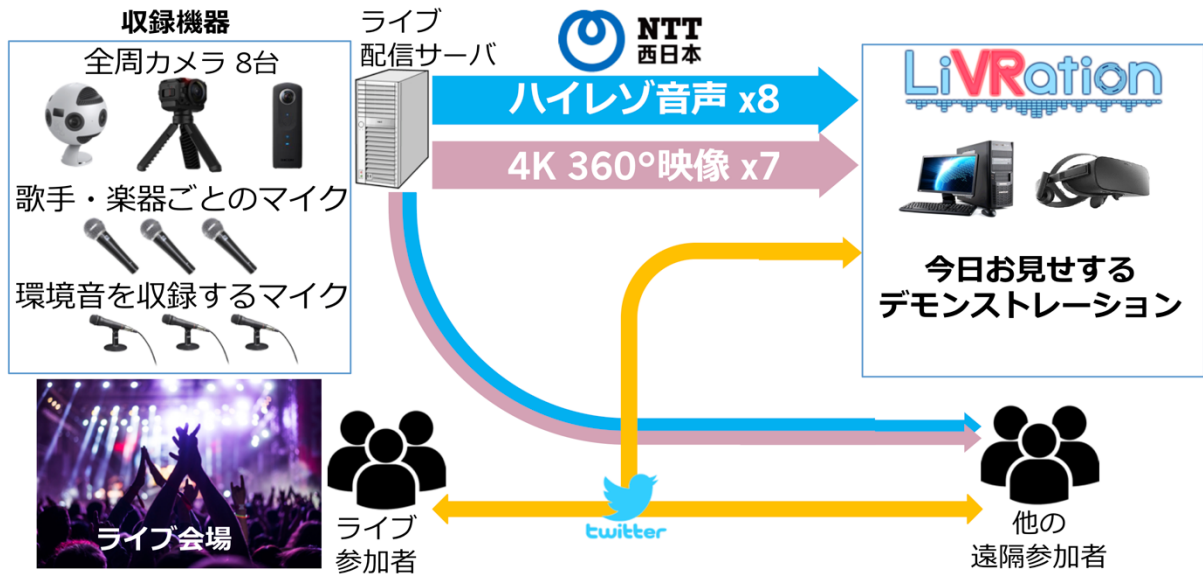 収録機器
全周カメラ 8台
歌手・楽器ごとのマイク
環境音を収録するマイク
ライブ会場
ライブ
配信サーバ
NTT
西日本
ハイレゾ音声 x8
4K 360°映像 x7
LiVRation
今日お見せする
デモンストレーション
ライブ
参加者
twitter
他の
遠隔参加者